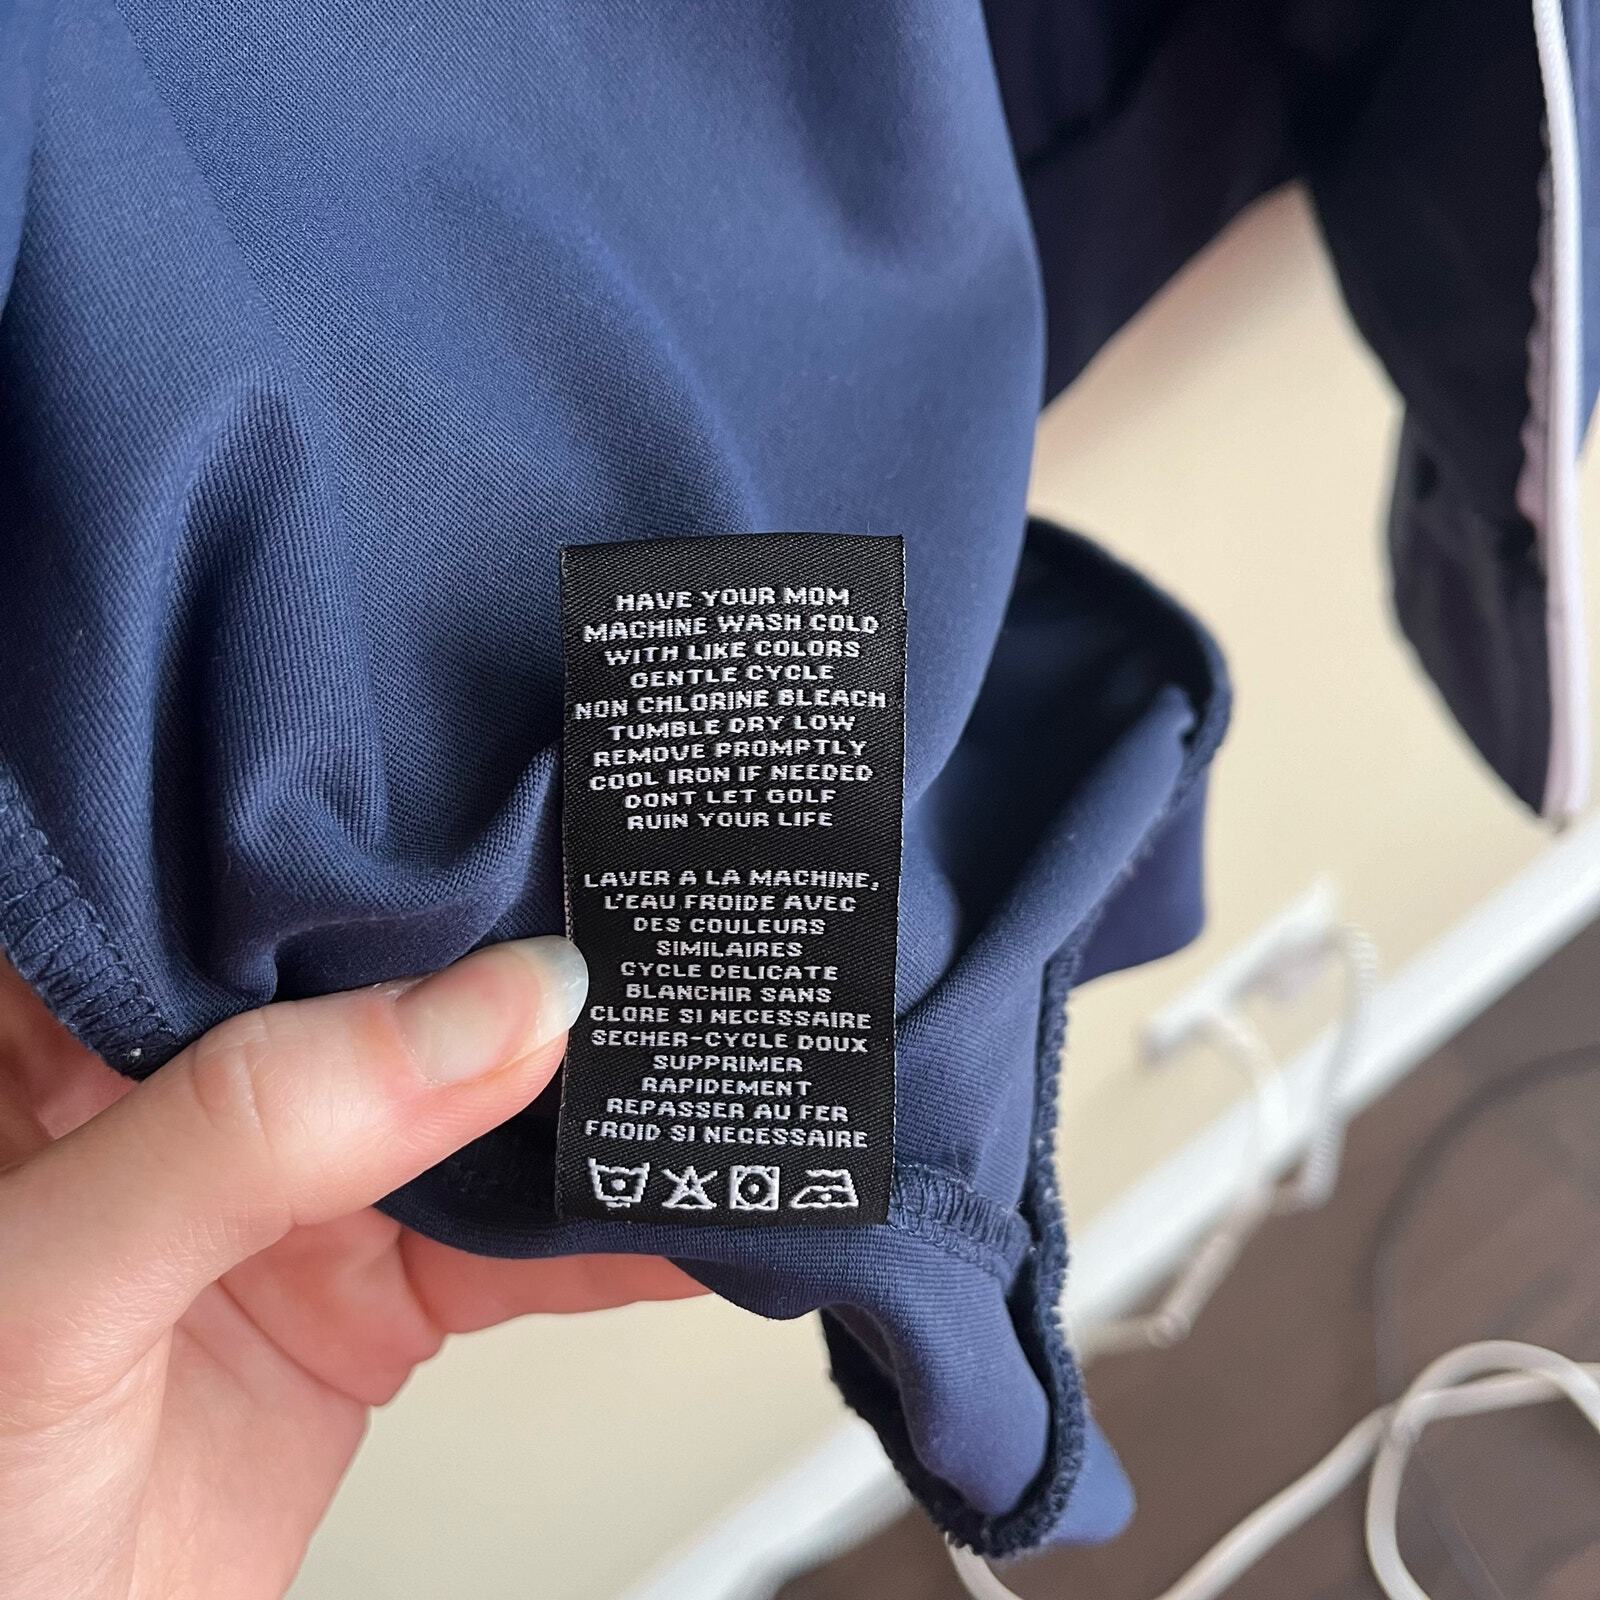 HAVE YOUR MOM
MACHINE WASH COLD
WITH LIKE COLORS
GENTLE CYCLE
NON CHLORINE BLEACH
TUMBLE DRY LOW
REMOVE PROMPTLY
COOL IRON IF NEEDED
DONT LET GOLF
RUIN YOUR LIFE
LAVER A LA MACHINE,
L'EAU FROIDE AVEC
DES COULEURS
SIMILAIRES
CYCLE DELICATE
BLANCHIR SANS
CLORE SI NECESSAIRE
SECHER-CYCLE DOUX
SUPPRIMER
RAPIDEMENT
REPASSER AU FER
FROID SI NECESSAIRE